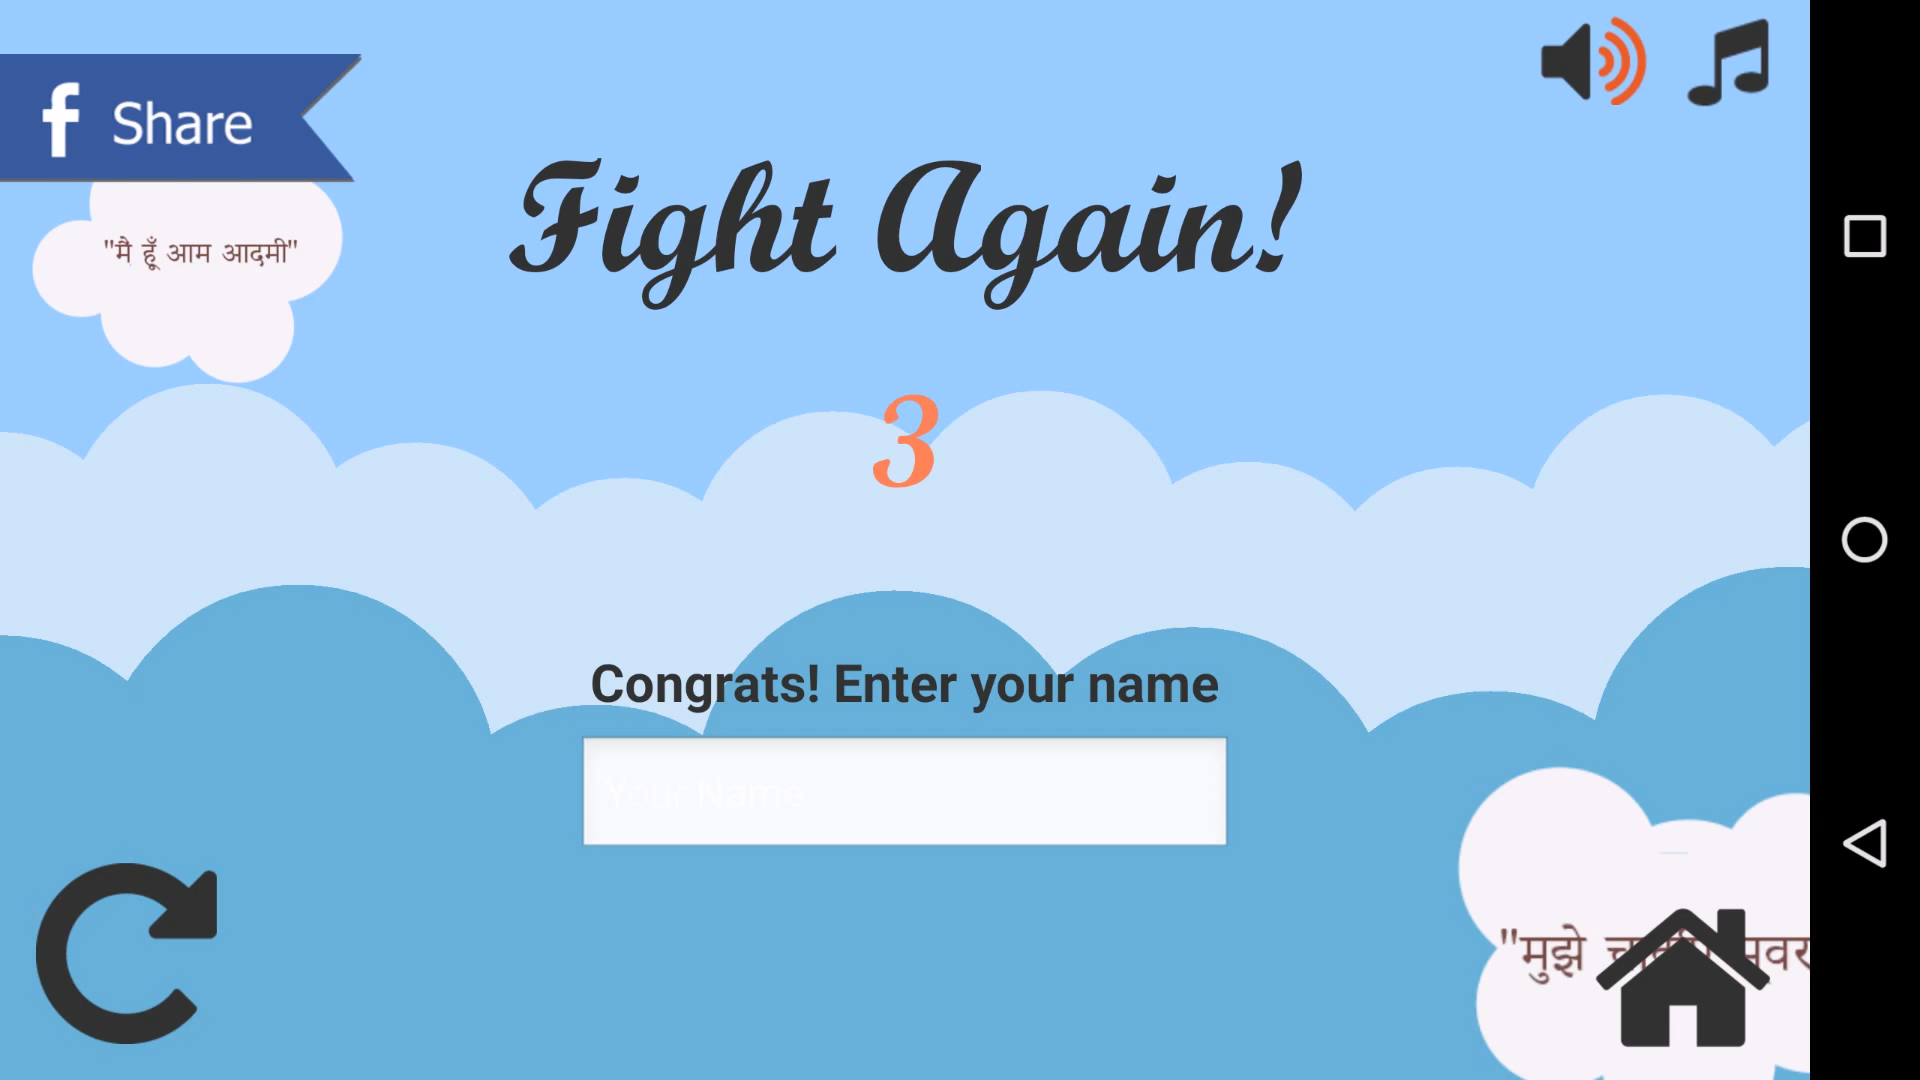 Share
"मै हूँ आम आदमी"
Fight Again!
3
Congrats! Enter your name
Your Name
"मुझे